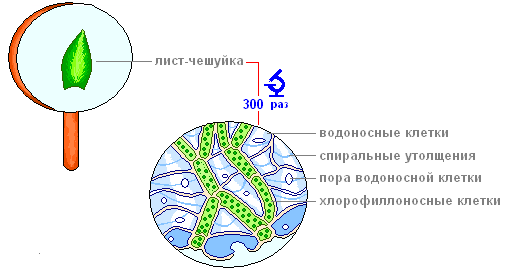 лист-чешуйка
300 раз
водоносные клетки
спиральные утолщения
пора водоносной клетки
хлорофиллоносные клетки